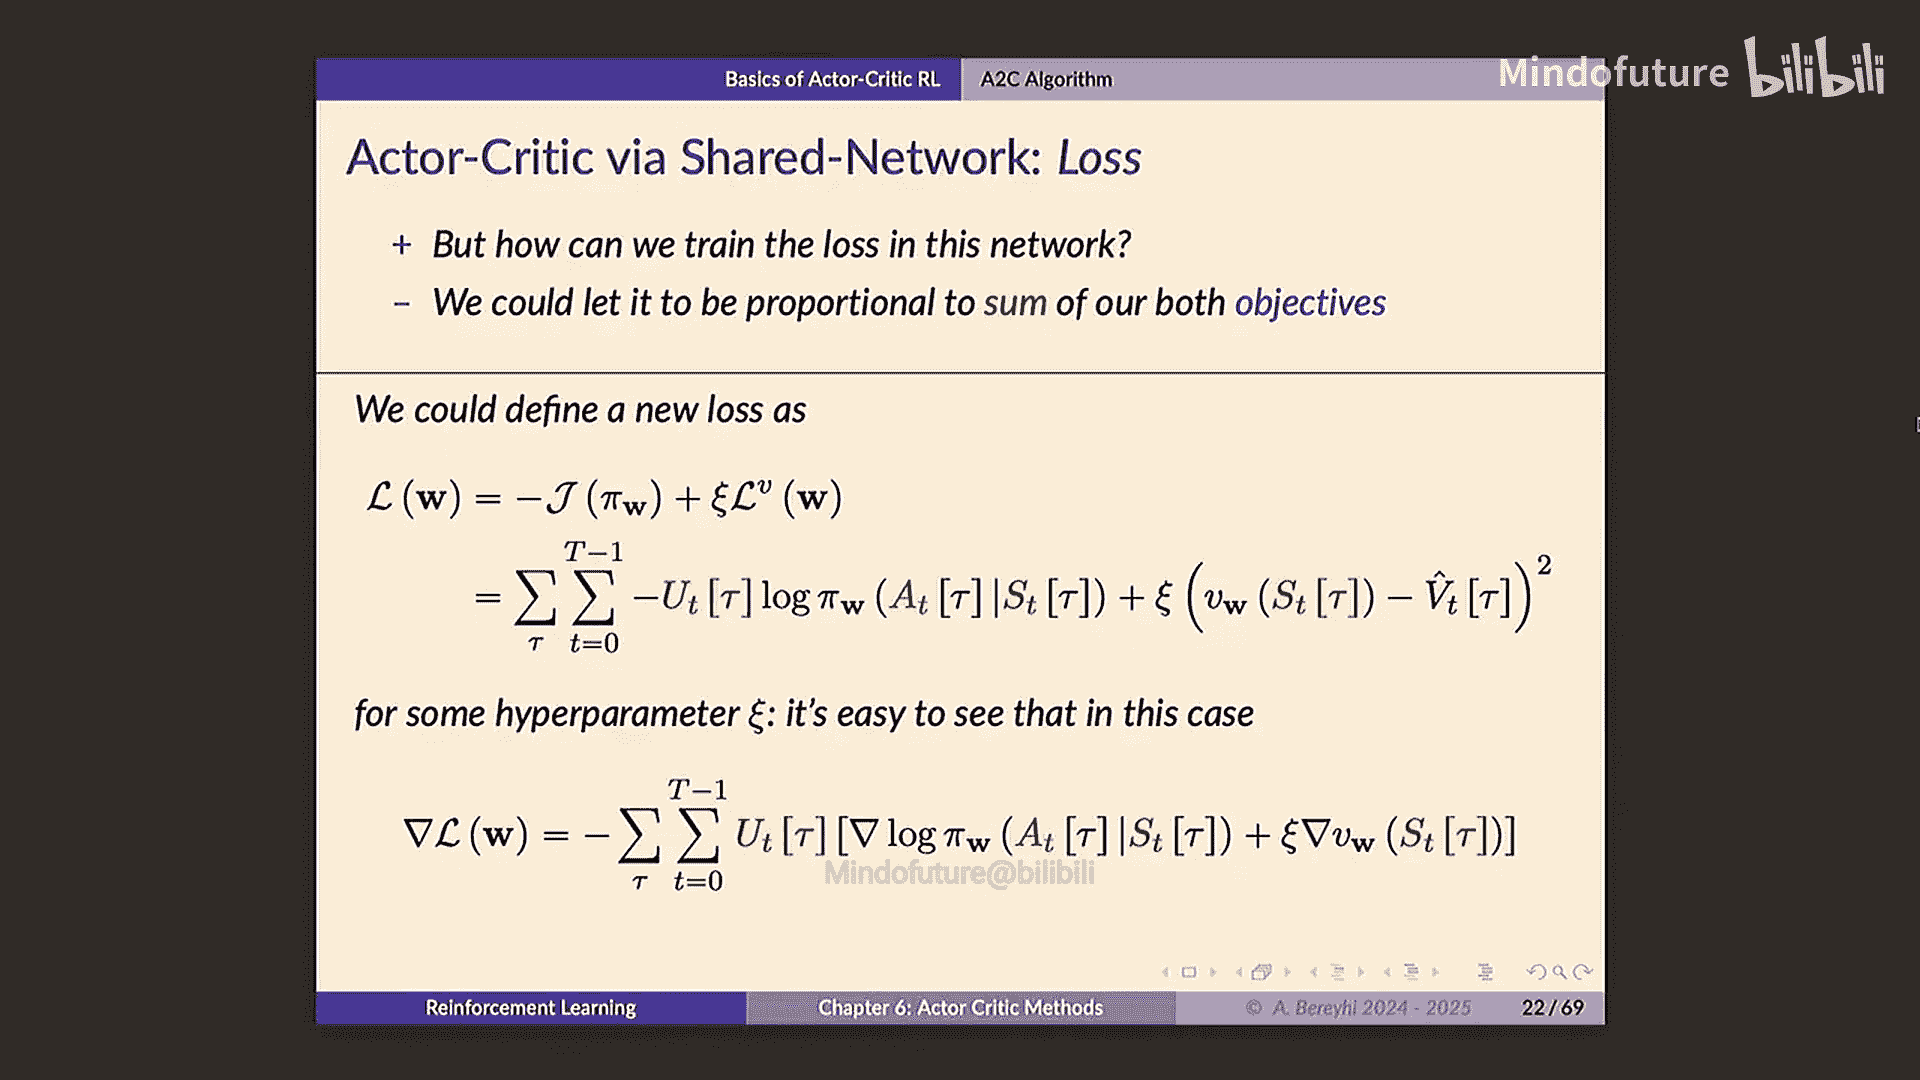 Mindofuture bilibili
Basics of Actor-Critic RL A2C Algorithm
Actor-Critic via Shared-Network: Loss
+ But how can we train the loss in this network?
− We could let it to be proportional to sum of our both objectives
We could define a new loss as
ℒ (𝐰) = −𝒥 (π_𝐰) + ξℒ^v (𝐰)
= ∑_τ ∑_{t=0}^{T−1} −U_t [τ] log π_𝐰 (A_t [τ] |S_t [τ]) + ξ (v_𝐰 (S_t [τ]) − V̂_t [τ])^2
for some hyperparameter ξ: it's easy to see that in this case
∇ℒ (𝐰) = − ∑_τ ∑_{t=0}^{T−1} U_t [τ] [∇ log π_𝐰 (A_t [τ] |S_t [τ]) + ξ∇v_𝐰 (S_t [τ])]
Mindofuture@bilibili
Reinforcement Learning Chapter 6: Actor Critic Methods © A. Bereyhi 2024 - 2025 22/69